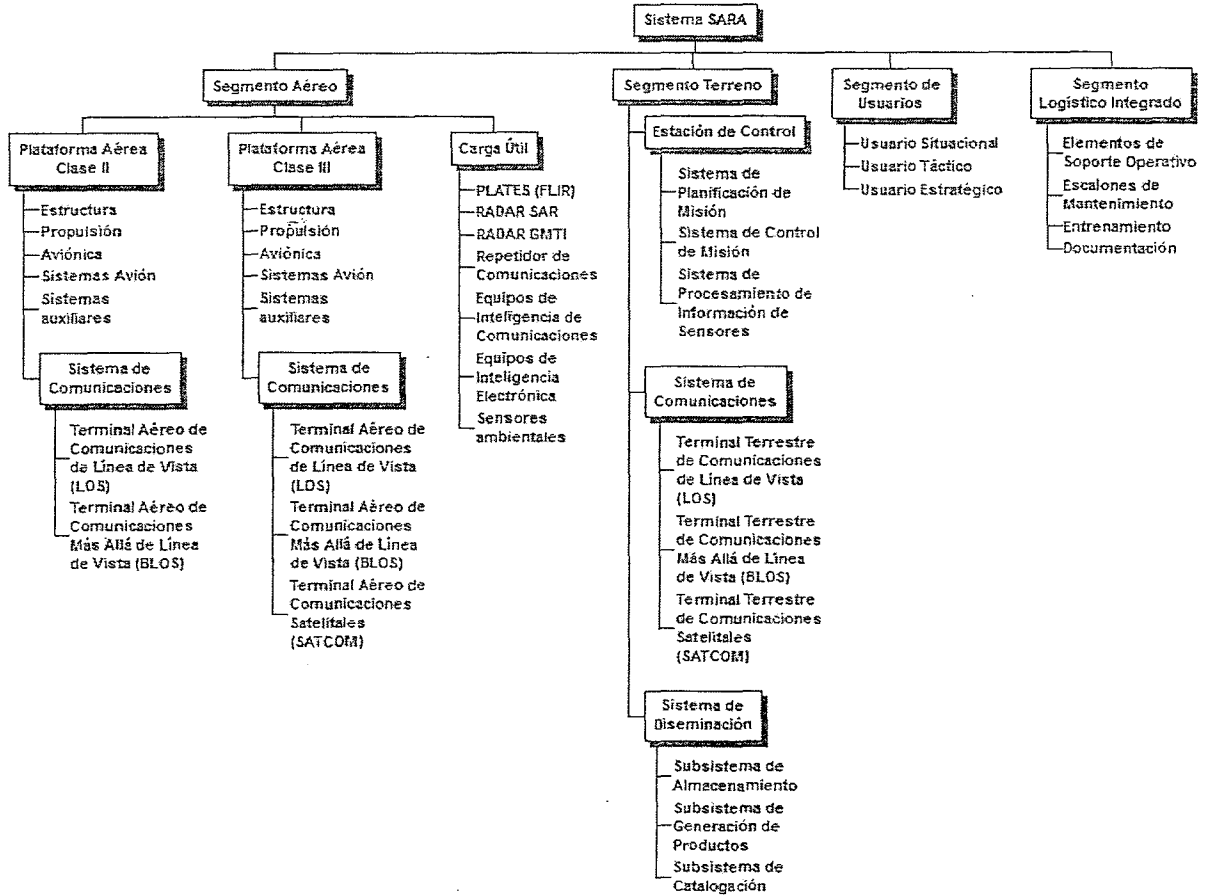 Sistema SARA
Segmento Aéreo
Segmento Terreno
Segmento de
Usuarios
Segmento
Logístico Integrado
Plataforma Aérea
Clase II
Estructura
Propulsión
Aviónica
Sistemas Avión
Sistemas
auxiliares
Sistema de
Comunicaciones
Terminal Aéreo de
Comunicaciones
de Línea de Vista
(LOS)
Terminal Aéreo de
Comunicaciones
Más Allá de Línea
de Vista (BLOS)
Plataforma Aérea
Clase III
Estructura
Propulsión
Aviónica
Sistemas Avión
Sistemas
auxiliares
Sistema de
Comunicaciones
Terminal Aéreo de
Comunicaciones
de Línea de Vista
(LOS)
Terminal Aéreo de
Comunicaciones
Más Allá de Línea
de Vista (BLOS)
Terminal Aéreo de
Comunicaciones
Satelitales
(SATCOM)
Carga Útil
PLATES (FLIR)
RADAR SAR
RADAR GMTI
Repetidor de
Comunicaciones
Equipos de
Inteligencia de
Comunicaciones
Equipos de
Inteligencia
Electrónica
Sensores
ambientales
Estación de Control
Sistema de
Planificación de
Misión
Sistema de Control
de Misión
Sistema de
Procesamiento de
Información de
Sensores
Sistema de
Comunicaciones
Terminal Terrestre
de Comunicaciones
de Línea de Vista
(LOS)
Terminal Terrestre
de Comunicaciones
Más Allá de Línea
de Vista (BLOS)
Terminal Terrestre
de Comunicaciones
Satelitales
(SATCOM)
Sistema de
Diseminación
Subsistema de
Almacenamiento
Subsistema de
Generación de
Productos
Subsistema de
Catalogación
Usuario Situacional
Usuario Táctico
Usuario Estratégico
Elementos de
Soporte Operativo
Escalones de
Mantenimiento
Entrenamiento
Documentación